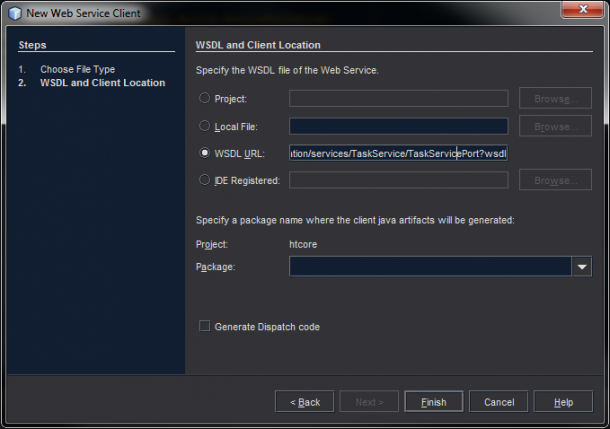 New Web Service Client
Steps
1. Choose File Type
2. WSDL and Client Location
WSDL and Client Location
Specify the WSDL file of the Web Service.
Project:
Browse...
Local File:
Browse...
WSDL URL: ation/services/TaskService/TaskServicePort?wsdl
IDE Registered:
Browse...
Specify a package name where the client java artifacts will be generated:
Project: htcore
Package:
Generate Dispatch code
< Back
Next >
Finish
Cancel
Help